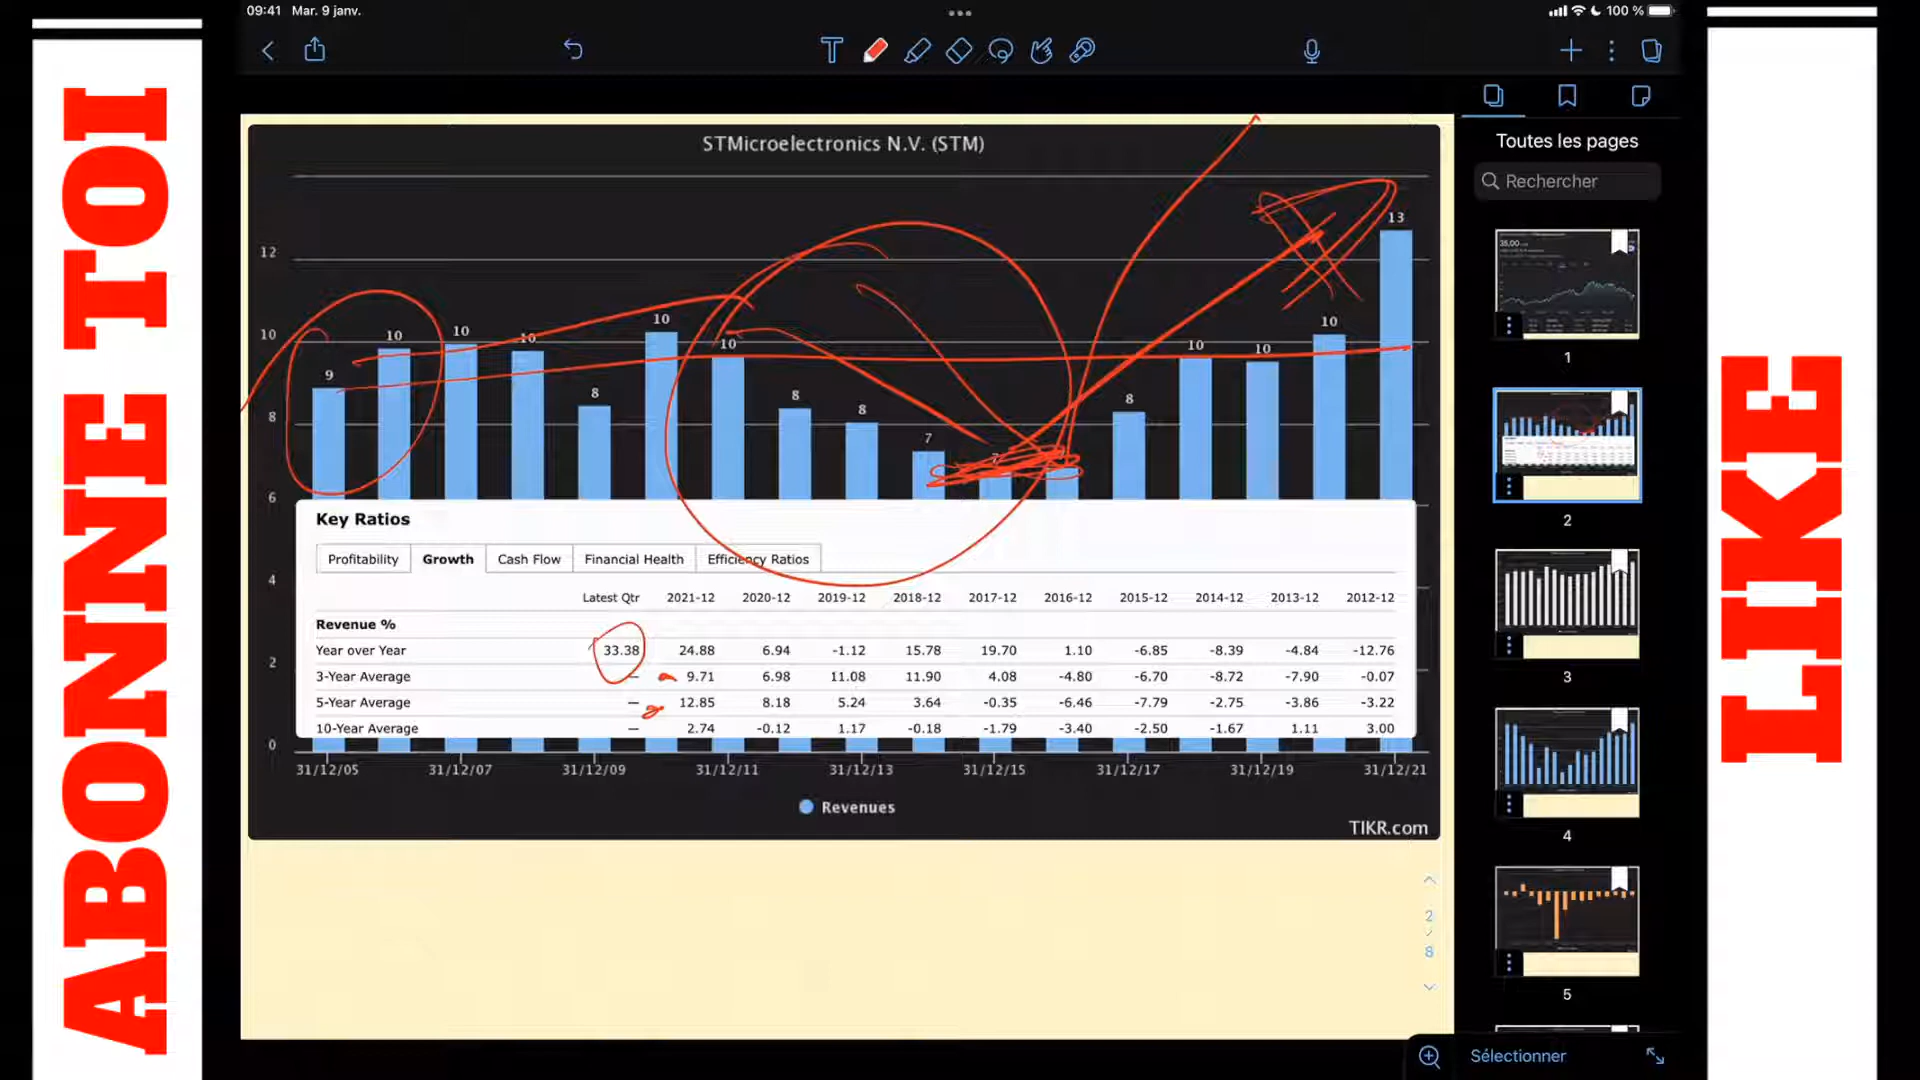 09:41 Mar. 9 janv.
100 %
ABONNE TOI
LIKE
Toutes les pages
Rechercher
STMicroelectronics N.V. (STM)
12
10
8
6
4
2
0
9
10
10
10
8
10
10
8
8
7
7
8
10
10
10
13
Key Ratios
Profitability Growth Cash Flow Financial Health Efficiency Ratios
Latest Qtr 2021-12 2020-12 2019-12 2018-12 2017-12 2016-12 2015-12 2014-12 2013-12 2012-12
Revenue %
Year over Year 33.38 24.88 6.94 -1.12 15.78 19.70 1.10 -6.85 -8.39 -4.84 -12.76
3-Year Average — 9.71 6.98 11.08 11.90 4.08 -4.80 -6.70 -8.72 -7.90 -0.07
5-Year Average — 12.85 8.18 5.24 3.64 -0.35 -6.46 -7.79 -2.75 -3.86 -3.22
10-Year Average — 2.74 -0.12 1.17 -0.18 -1.79 -3.40 -2.50 -1.67 1.11 3.00
31/12/05 31/12/07 31/12/09 31/12/11 31/12/13 31/12/15 31/12/17 31/12/19 31/12/21
Revenues
TIKR.com
2
8
1
2
3
4
5
Sélectionner